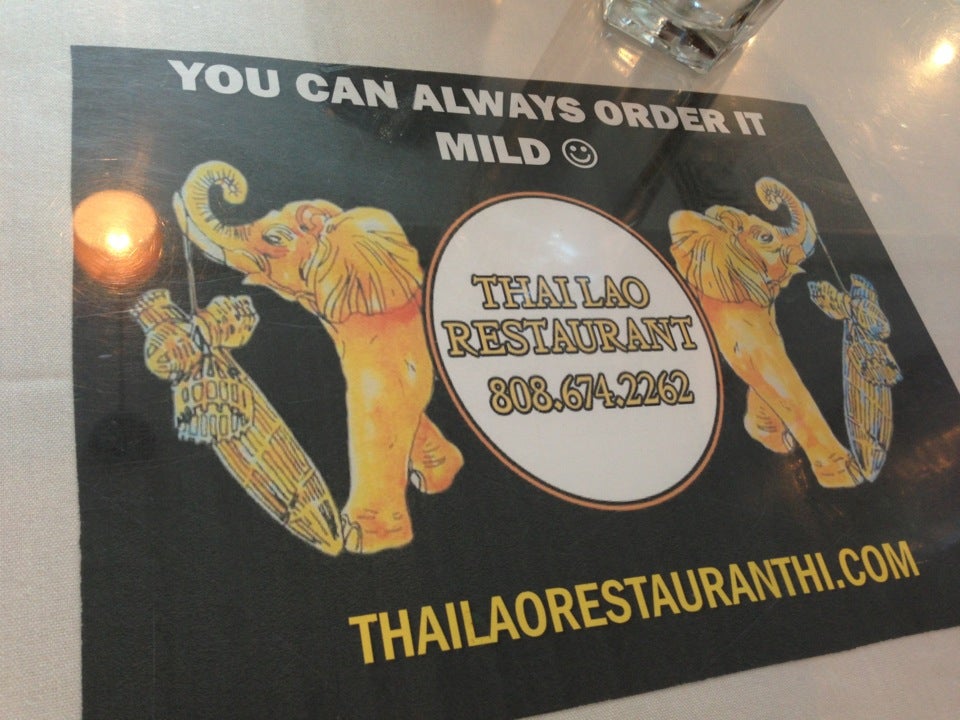 YOU CAN ALWAYS ORDER IT
MILD ☺
THAI LAO
RESTAURANT
808.674.2262
THAILAORESTAURANTHI.COM